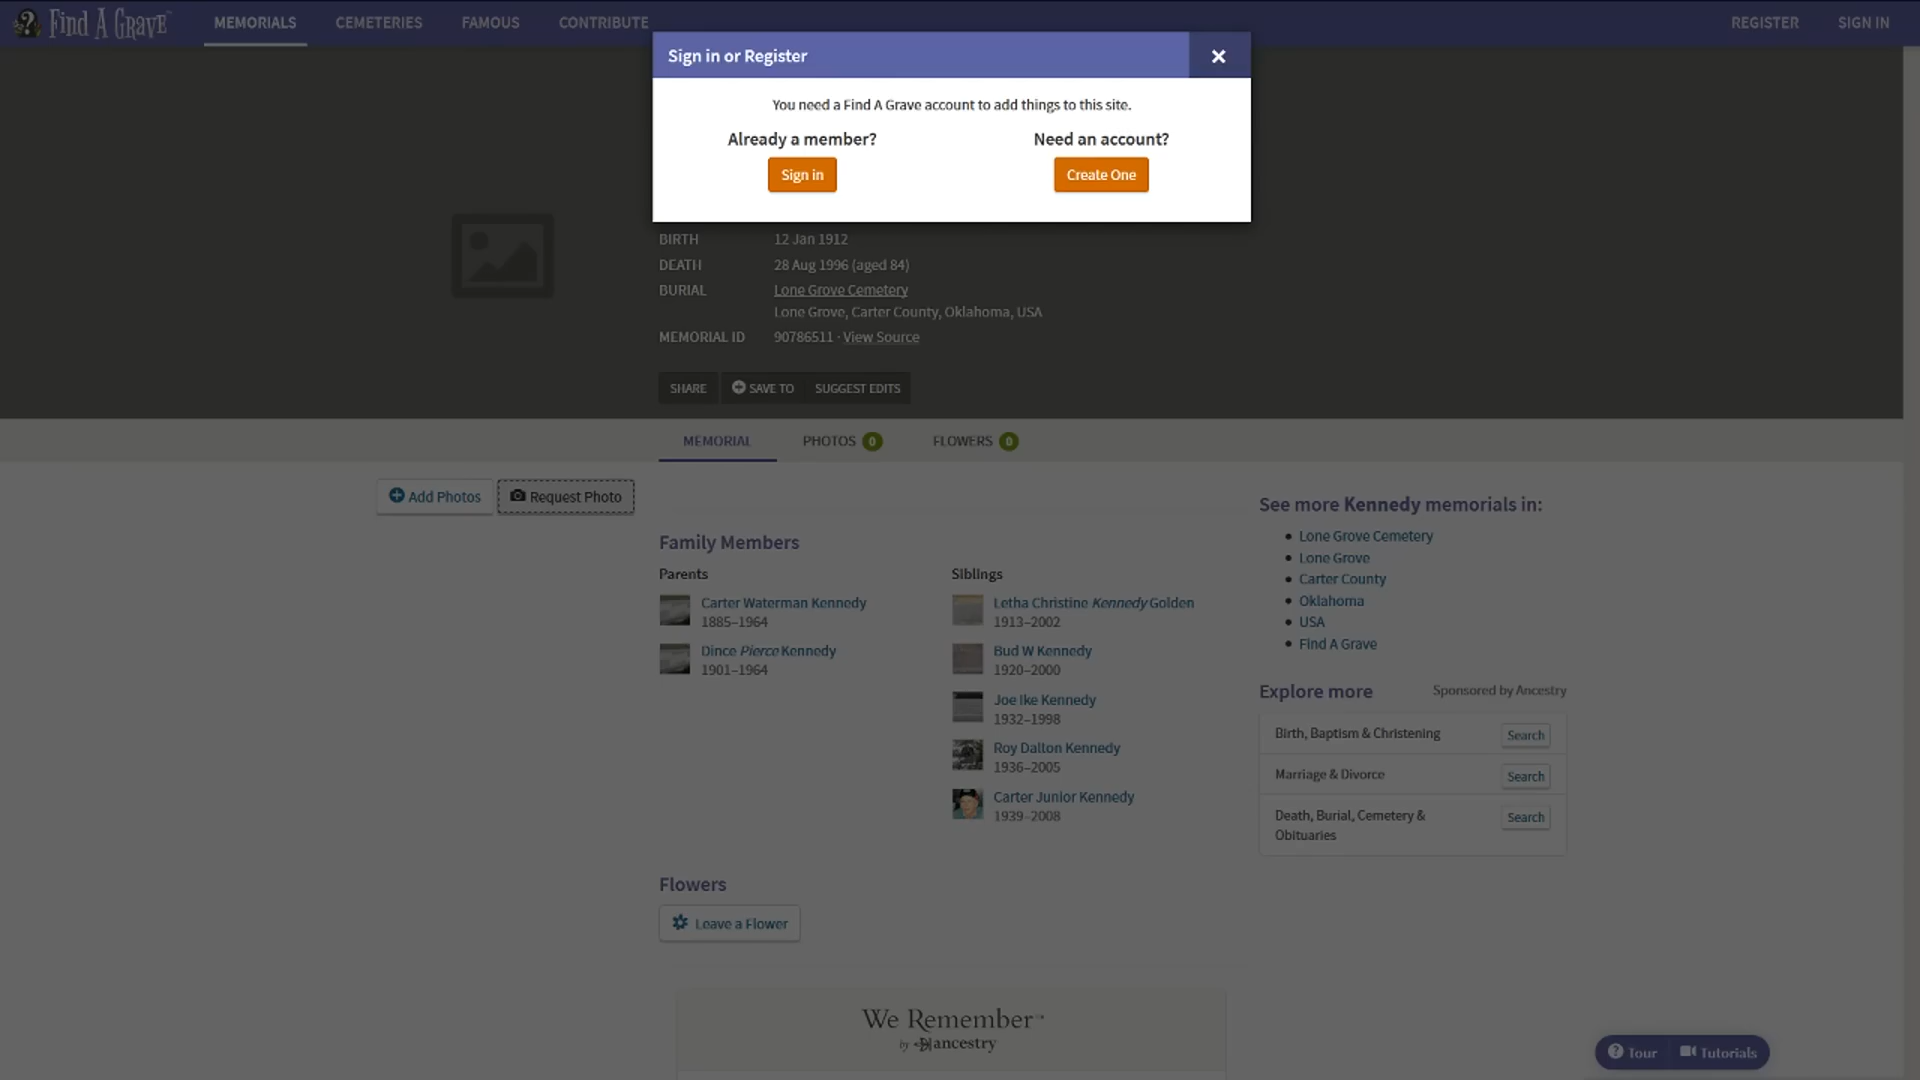 Find A Grave™
MEMORIALS
CEMETERIES
FAMOUS
CONTRIBUTE
REGISTER
SIGN IN
Sign in or Register
×
You need a Find A Grave account to add things to this site.
Already a member?
Need an account?
Sign in
Create One
BIRTH 12 Jan 1912
DEATH 28 Aug 1996 (aged 84)
BURIAL Lone Grove Cemetery
Lone Grove, Carter County, Oklahoma, USA
MEMORIAL ID 90786511 · View Source
SHARE
SAVE TO
SUGGEST EDITS
MEMORIAL
PHOTOS 0
FLOWERS 0
Add Photos
Request Photo
Family Members
Parents
Carter Waterman Kennedy
1885–1964
Dince Pierce Kennedy
1901–1964
Siblings
Letha Christine Kennedy Golden
1913–2002
Bud W Kennedy
1920–2000
Joe Ike Kennedy
1932–1998
Roy Dalton Kennedy
1936–2005
Carter Junior Kennedy
1939–2008
See more Kennedy memorials in:
Lone Grove Cemetery
Lone Grove
Carter County
Oklahoma
USA
Find A Grave
Explore more
Sponsored by Ancestry
Birth, Baptism & Christening
Search
Marriage & Divorce
Search
Death, Burial, Cemetery &
Obituaries
Search
Flowers
Leave a Flower
We Remember™
by ancestry
Tour
Tutorials